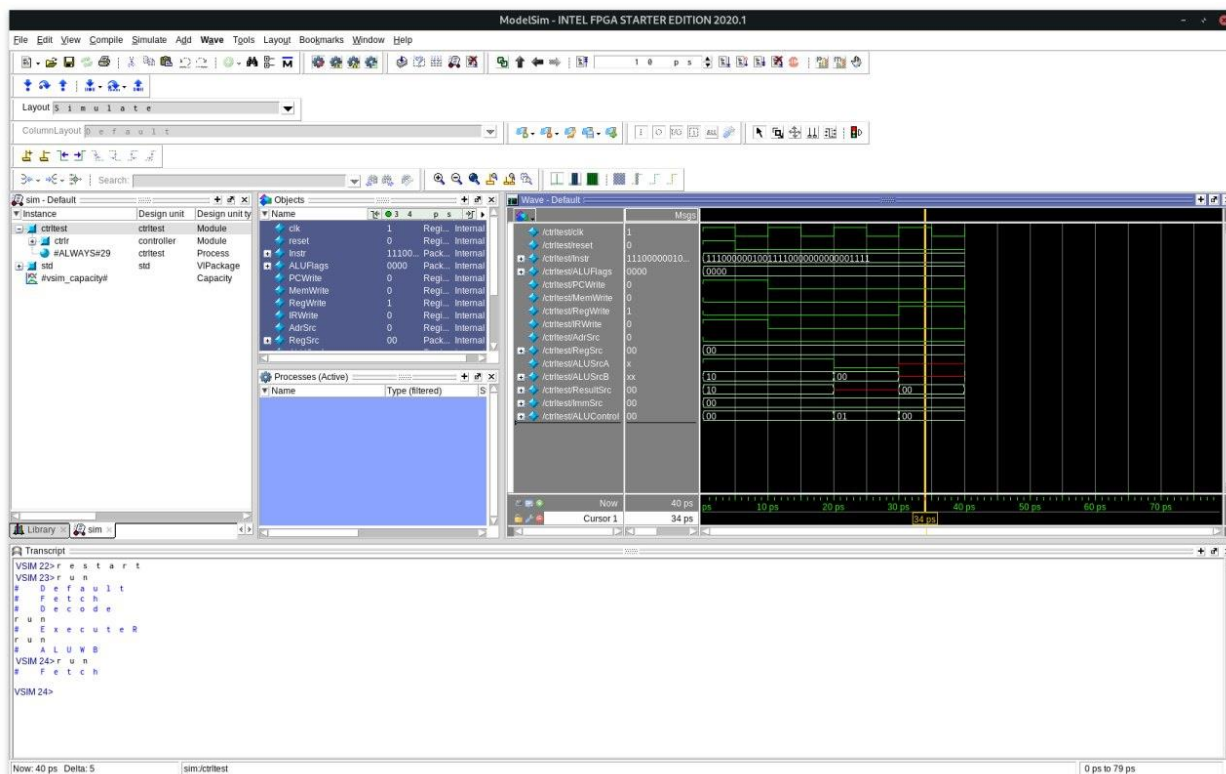 ModelSim - INTEL FPGA STARTER EDITION 2020.1
File Edit View Compile Simulate Add Wave Tools Layout Bookmarks Window Help
10 ps
Layout Simulate
ColumnLayout Default
Search:
sim - Default
Instance Design unit Design unit ty
ctrltest ctrltest Module
ctrlr controller Module
#ALWAYS#29 ctrltest Process
std std VIPackage
#vsim_capacity# Capacity
Library sim
Objects
Name 34 ps
clk 1 Regi... Internal
reset 0 Regi... Internal
Instr 11100... Pack... Internal
ALUFlags 0000 Pack... Internal
PCWrite 0 Regi... Internal
MemWrite 0 Regi... Internal
RegWrite 1 Regi... Internal
IRWrite 0 Regi... Internal
AdrSrc 0 Regi... Internal
RegSrc 00 Pack... Internal
Processes (Active)
Name Type (filtered) S
Wave - Default
Msgs
/ctrltest/clk 1
/ctrltest/reset 0
/ctrltest/Instr 11100000010...
/ctrltest/ALUFlags 0000 0000
/ctrltest/PCWrite 0
/ctrltest/MemWrite 0
/ctrltest/RegWrite 1
/ctrltest/IRWrite 0
/ctrltest/AdrSrc 0
/ctrltest/RegSrc 00 00
/ctrltest/ALUSrcA x
/ctrltest/ALUSrcB xx 10 00
/ctrltest/ResultSrc 00 10 00
/ctrltest/ImmSrc 00 00
/ctrltest/ALUControl 00 00 01 00
Now 40 ps ps 10 ps 20 ps 30 ps 40 ps 50 ps 60 ps 70 ps
Cursor 1 34 ps 34 ps
Transcript
VSIM 22> restart
VSIM 23> run
# Default
# Fetch
# Decode
run
# ExecuteR
run
# ALUWB
VSIM 24> run
# Fetch
VSIM 24>
Now: 40 ps Delta: 5 sim:/ctrltest 0 ps to 79 ps